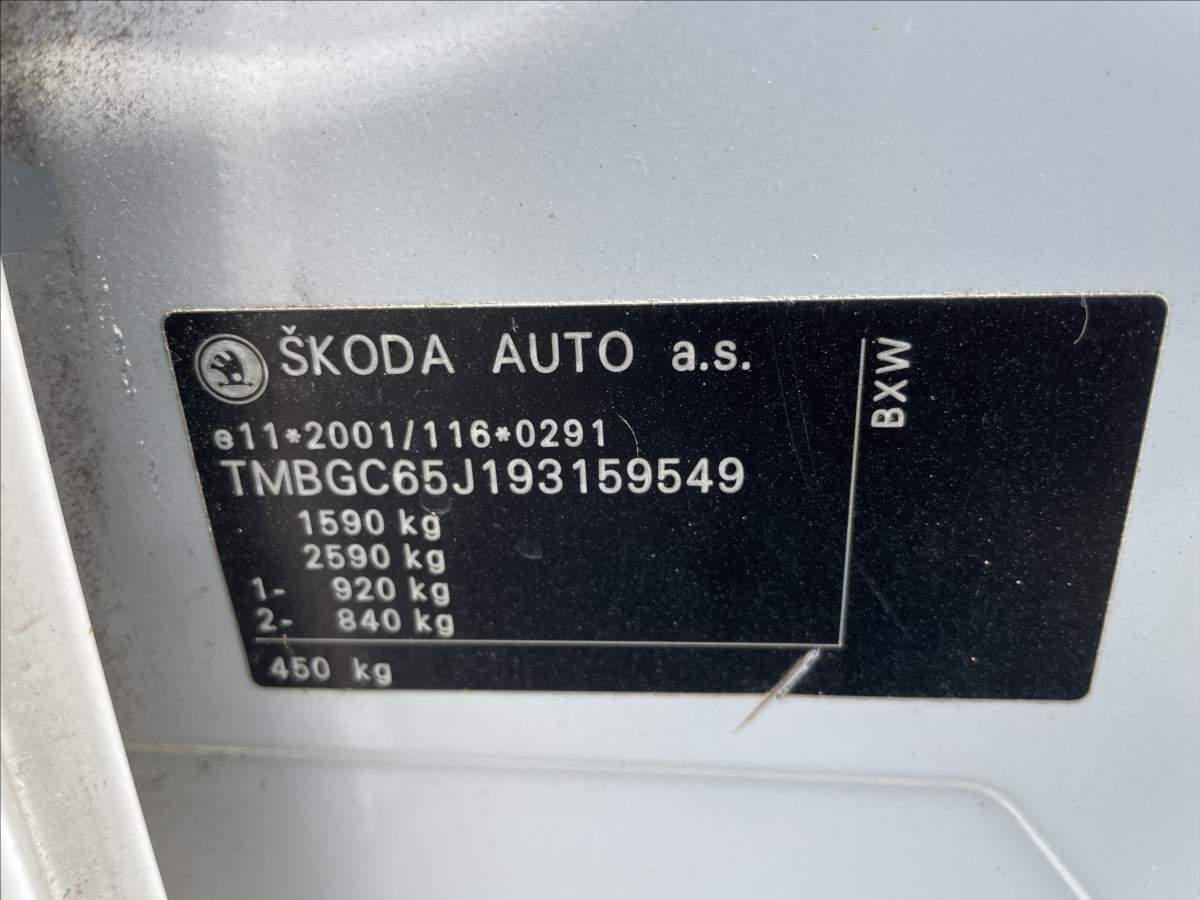 ŠKODA AUTO a.s.
e11*2001/116*0291
TMBGC65J193159549
1590 kg
2590 kg
1- 920 kg
2- 840 kg
450 kg
BXW